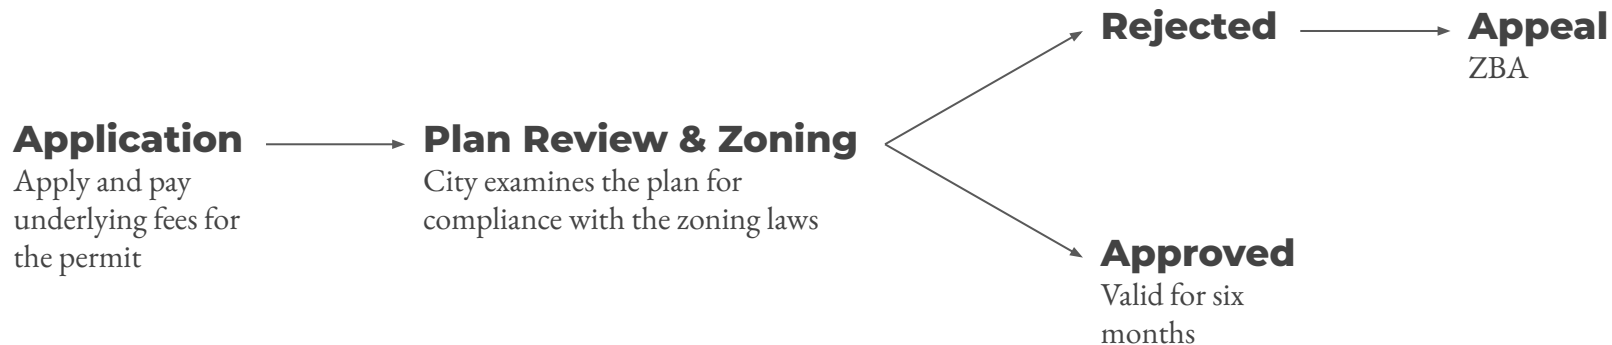 Application
Apply and pay
underlying fees for
the permit
Plan Review & Zoning
City examines the plan for
compliance with the zoning laws
Rejected
Appeal
ZBA
Approved
Valid for six
months